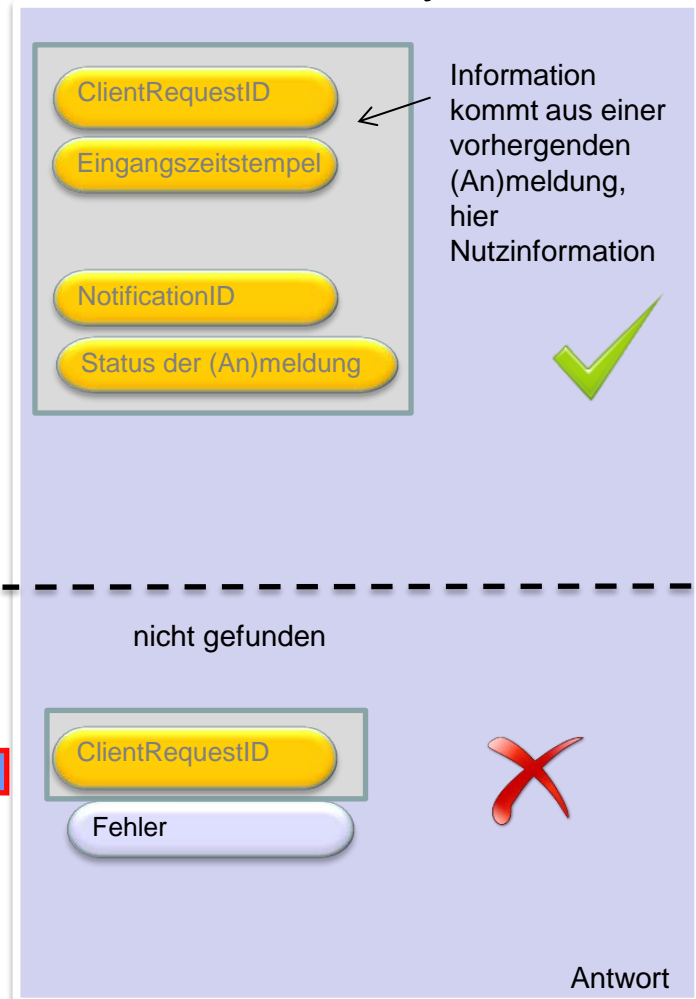 ClientRequestID
Eingangszeitstempel
NotificationID
Status der (An)meldung
Information
kommt aus einer
vorhergenden
(An)meldung,
hier
Nutzinformation
nicht gefunden
ClientRequestID
Fehler
Antwort